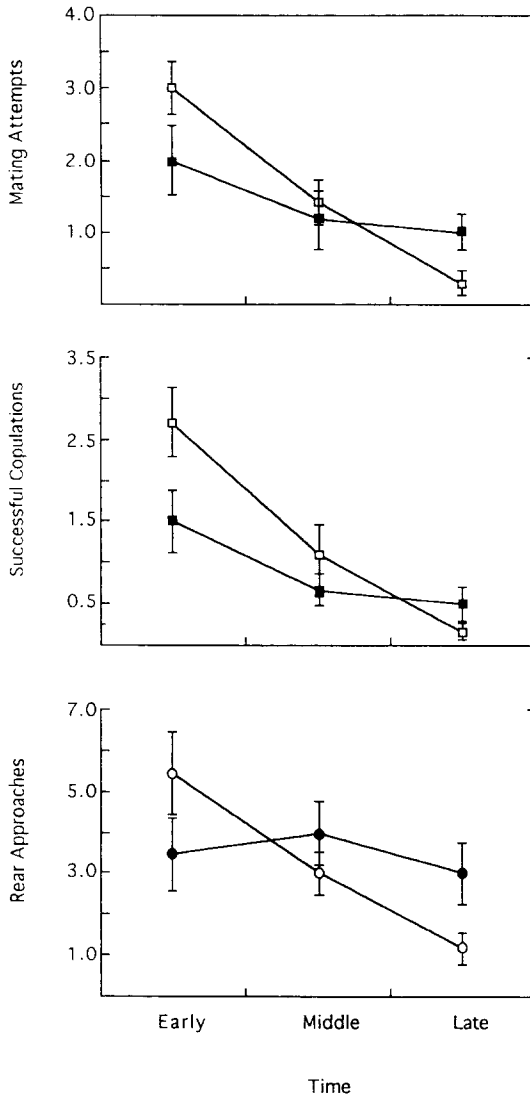 Mating Attempts
4.0
3.0
2.0
1.0
Successful Copulations
3.5
2.5
1.5
0.5
Rear Approaches
7.0
5.0
3.0
1.0
Early Middle Late
Time